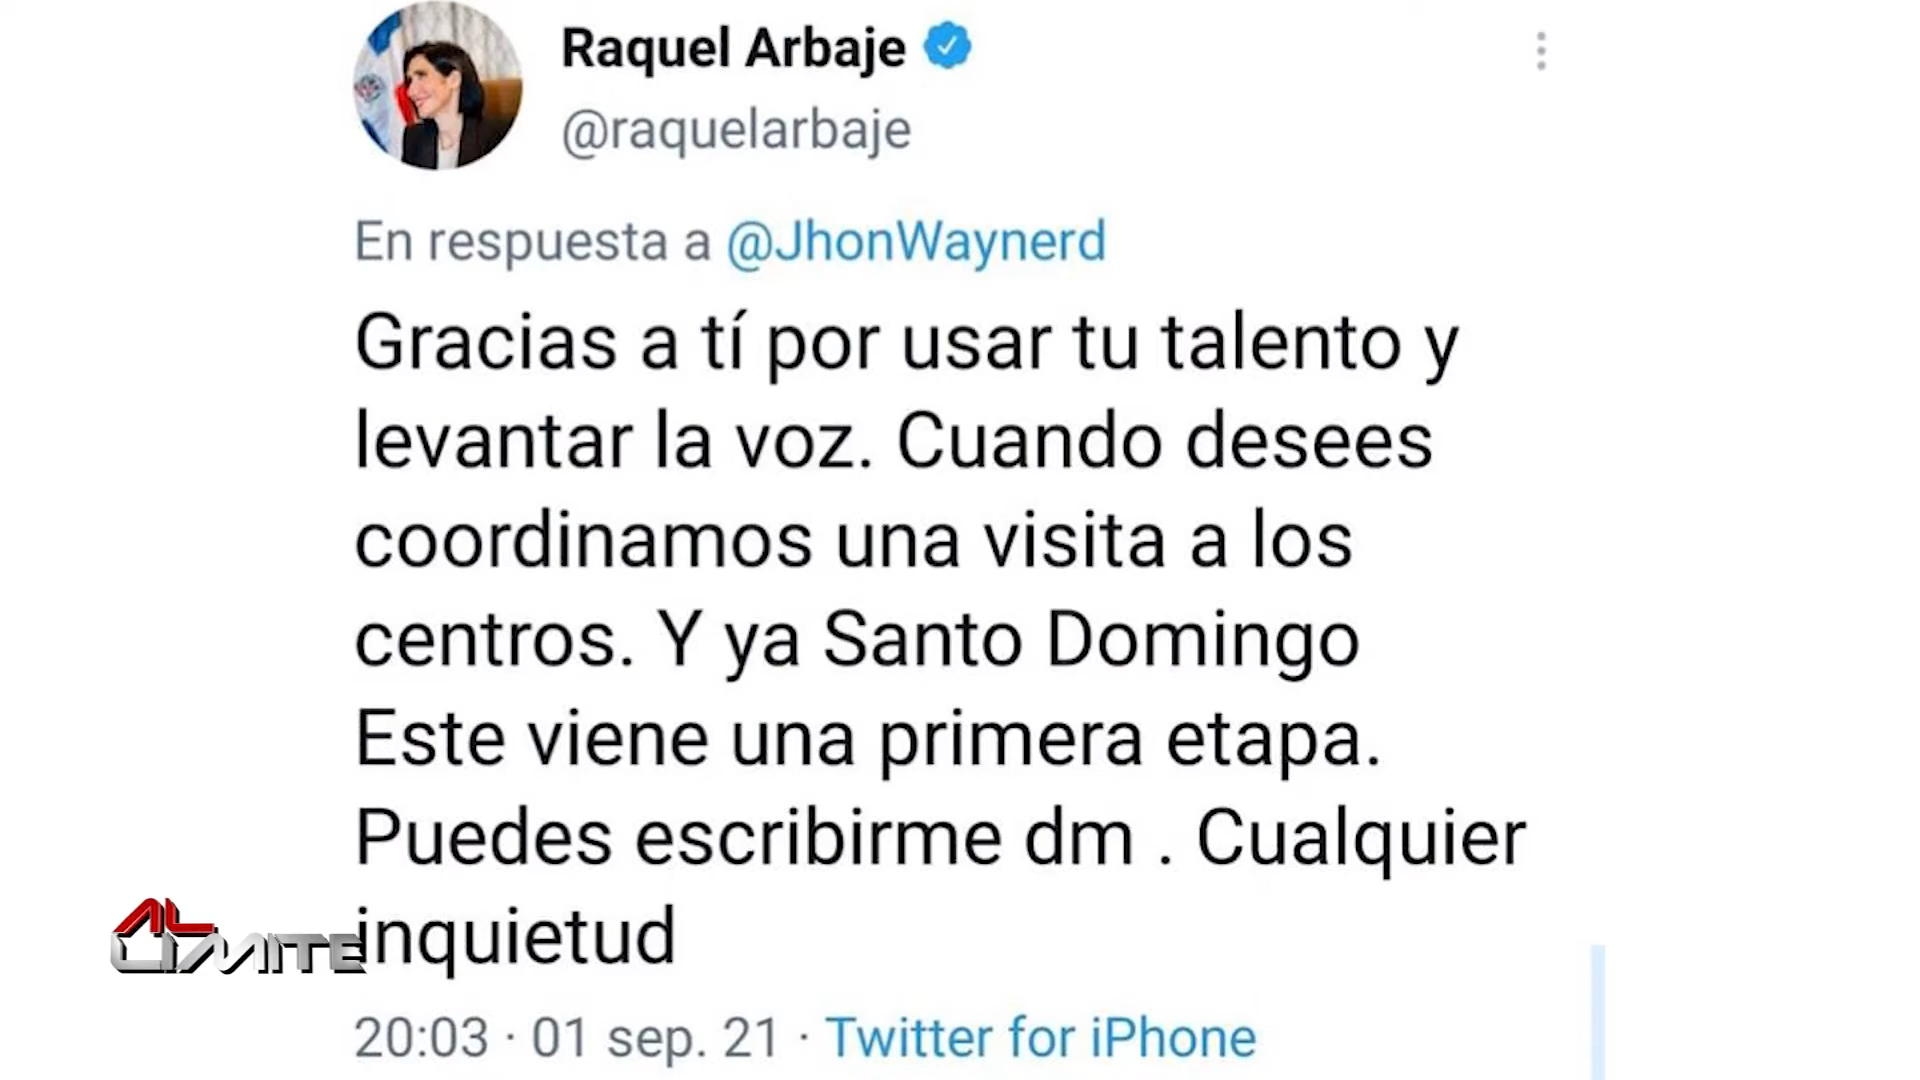 Raquel Arbaje
@raquelarbaje
En respuesta a @JhonWaynerd
Gracias a tí por usar tu talento y
levantar la voz. Cuando desees
coordinamos una visita a los
centros. Y ya Santo Domingo
Este viene una primera etapa.
Puedes escribirme dm . Cualquier
inquietud
AL
LIMITE
20:03 · 01 sep. 21 · Twitter for iPhone